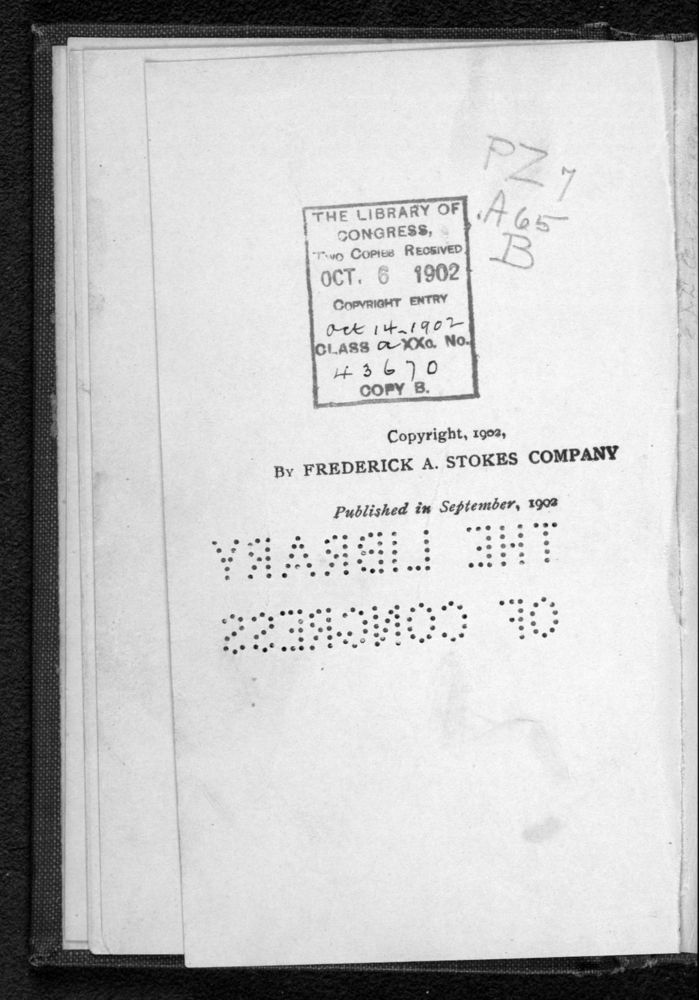 PZ7
.A65
B
THE LIBRARY OF
CONGRESS,
TWO COPIES RECEIVED
OCT. 6 1902
COPYRIGHT ENTRY
Oct 14-1902
CLASS a XXc. No.
43670
COPY B.
Copyright, 1902,
BY FREDERICK A. STOKES COMPANY
Published in September, 1902
THE LIBRARY
OF CONGRESS